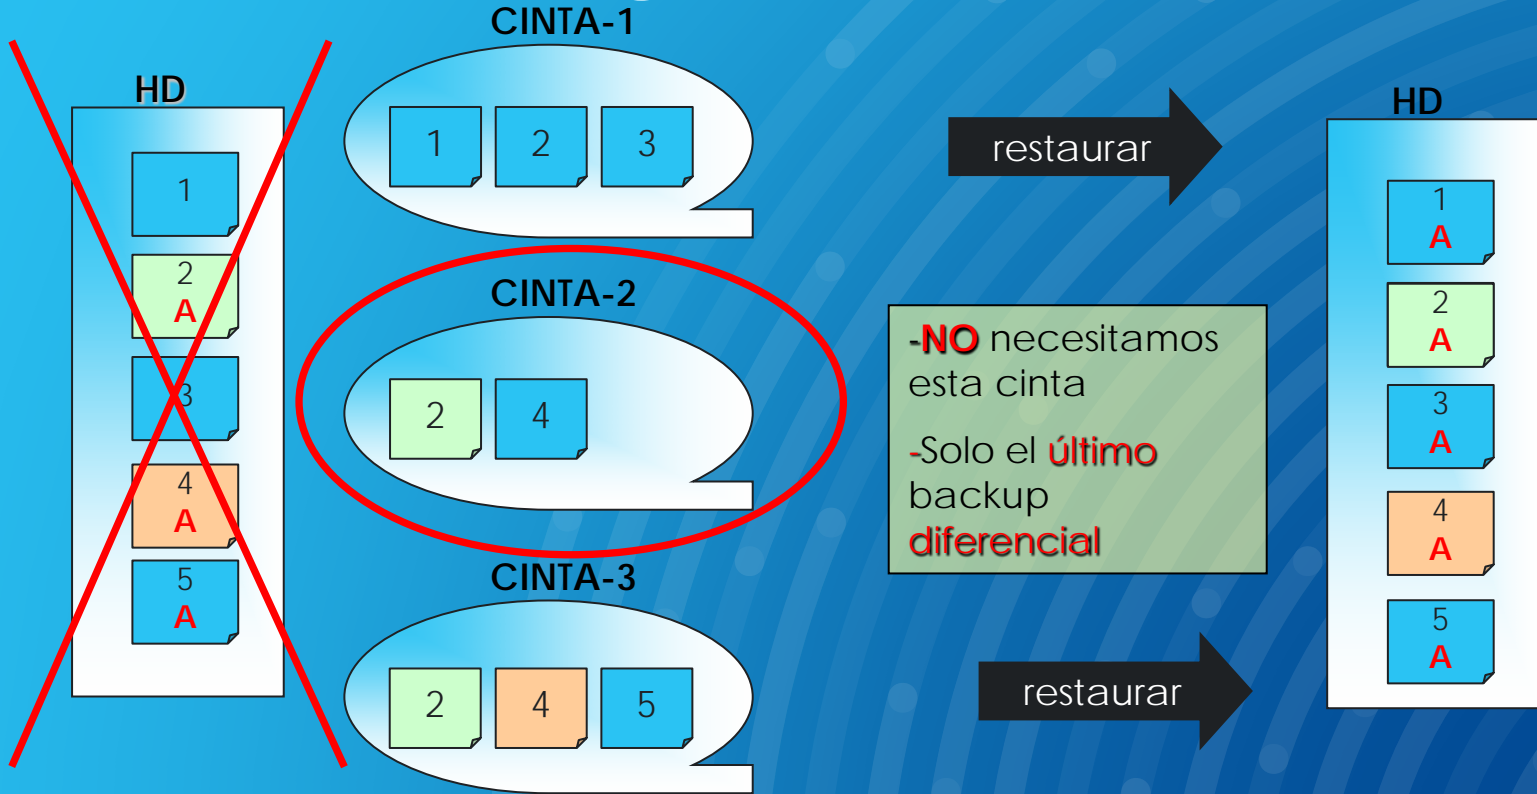 HD
1
2
A
3
4
A
5
A
CINTA-1
1 2 3
CINTA-2
2 4
CINTA-3
2 4 5
restaurar
-NO necesitamos
esta cinta
-Solo el último
backup
diferencial
restaurar
HD
1
A
2
A
3
A
4
A
5
A